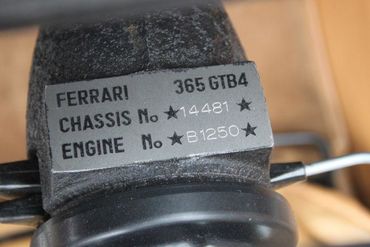 FERRARI 365 GTB4
CHASSIS No ★14481★
ENGINE No ★B1250★